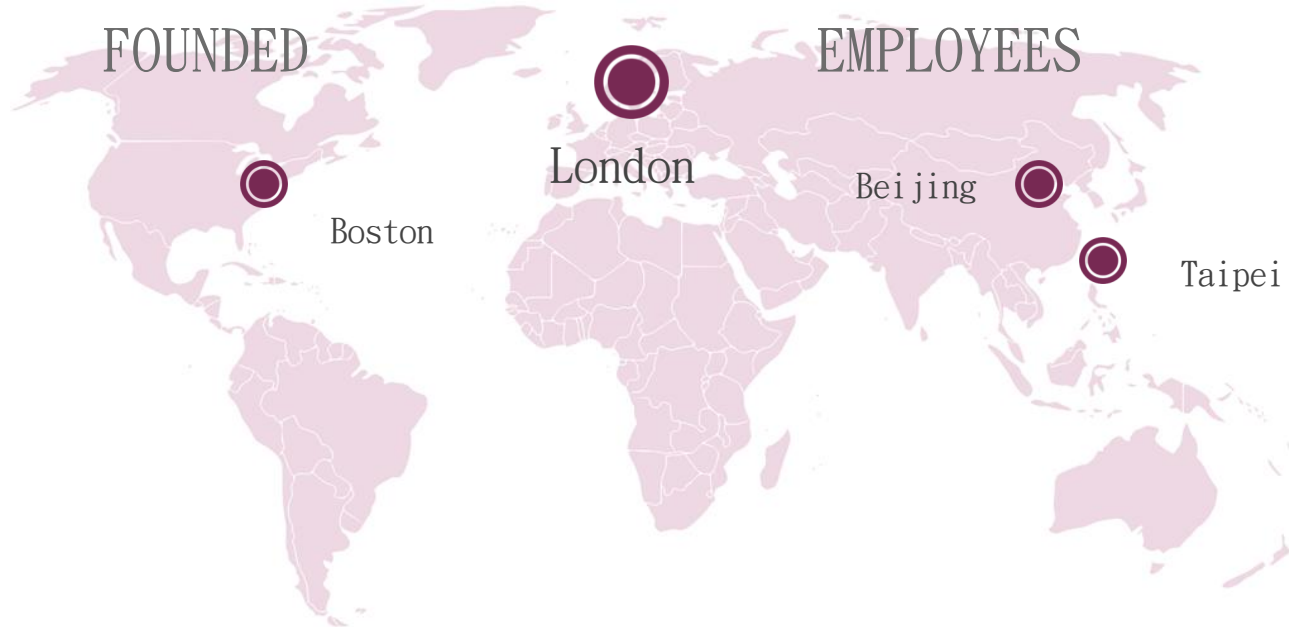 FOUNDED
EMPLOYEES
London
Beijing
Boston
Taipei